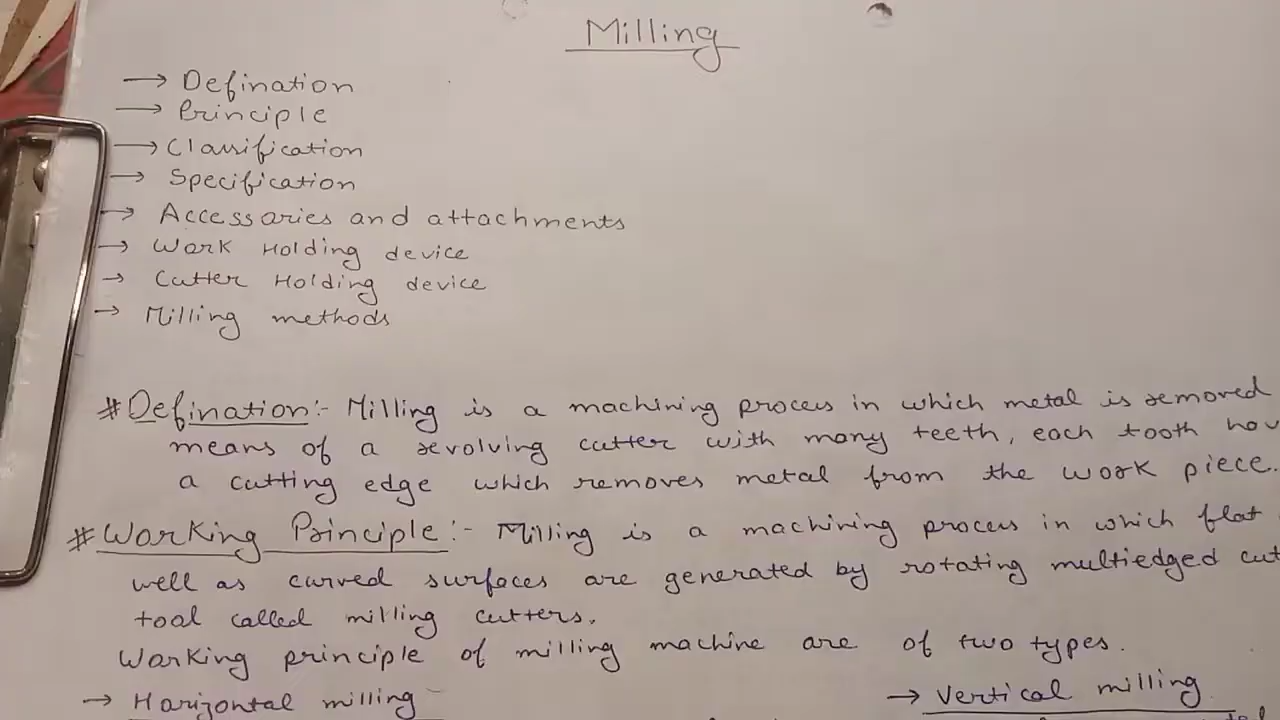 Milling
→ Defination
→ Principle
→ Classification
→ Specification
→ Accessaries and attachments
→ Work Holding device
→ Cutter Holding device
→ Milling methods
# Defination:- Milling is a machining process in which metal is removed
means of a revolving cutter with many teeth, each tooth hav
a cutting edge which removes metal from the work piece.
# Working Principle:- Milling is a machining process in which flat
well as curved surfaces are generated by rotating multiedged cut
tool called milling cutters.
Working principle of milling machine are of two types.
→ Horizontal milling → Vertical milling